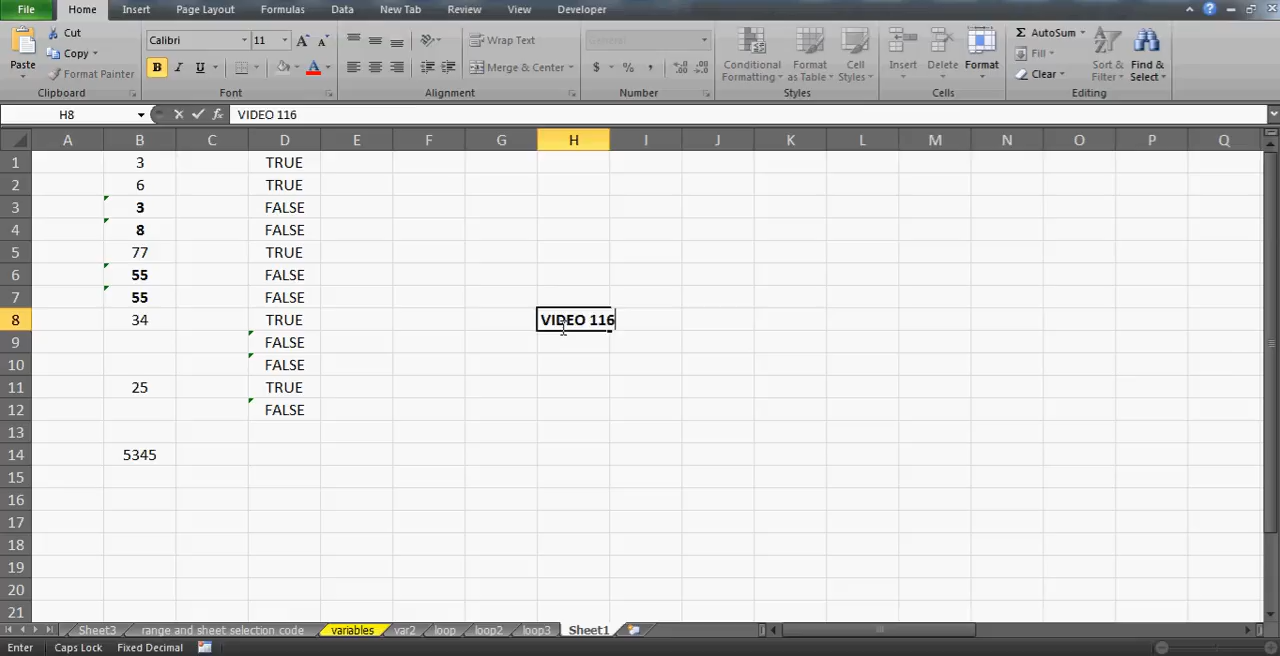 File Home Insert Page Layout Formulas Data New Tab Review View Developer
Paste
Cut
Copy
Format Painter
Clipboard
Calibri 11
B I U
Font
Wrap Text
Merge & Center
Alignment
General
$ % ,
Number
Conditional Formatting
Format as Table
Cell Styles
Styles
Insert Delete Format
Cells
AutoSum
Fill
Clear
Sort & Filter
Find & Select
Editing
H8 fx VIDEO 116
A B C D E F G H I J K L M N O P Q
1 3 TRUE
2 6 TRUE
3 3 FALSE
4 8 FALSE
5 77 TRUE
6 55 FALSE
7 55 FALSE
8 34 TRUE VIDEO 116
9 FALSE
10 FALSE
11 25 TRUE
12 FALSE
13
14 5345
15
16
17
18
19
20
21
Sheet3 range and sheet selection code variables var2 loop loop2 loop3 Sheet1
Enter Caps Lock Fixed Decimal